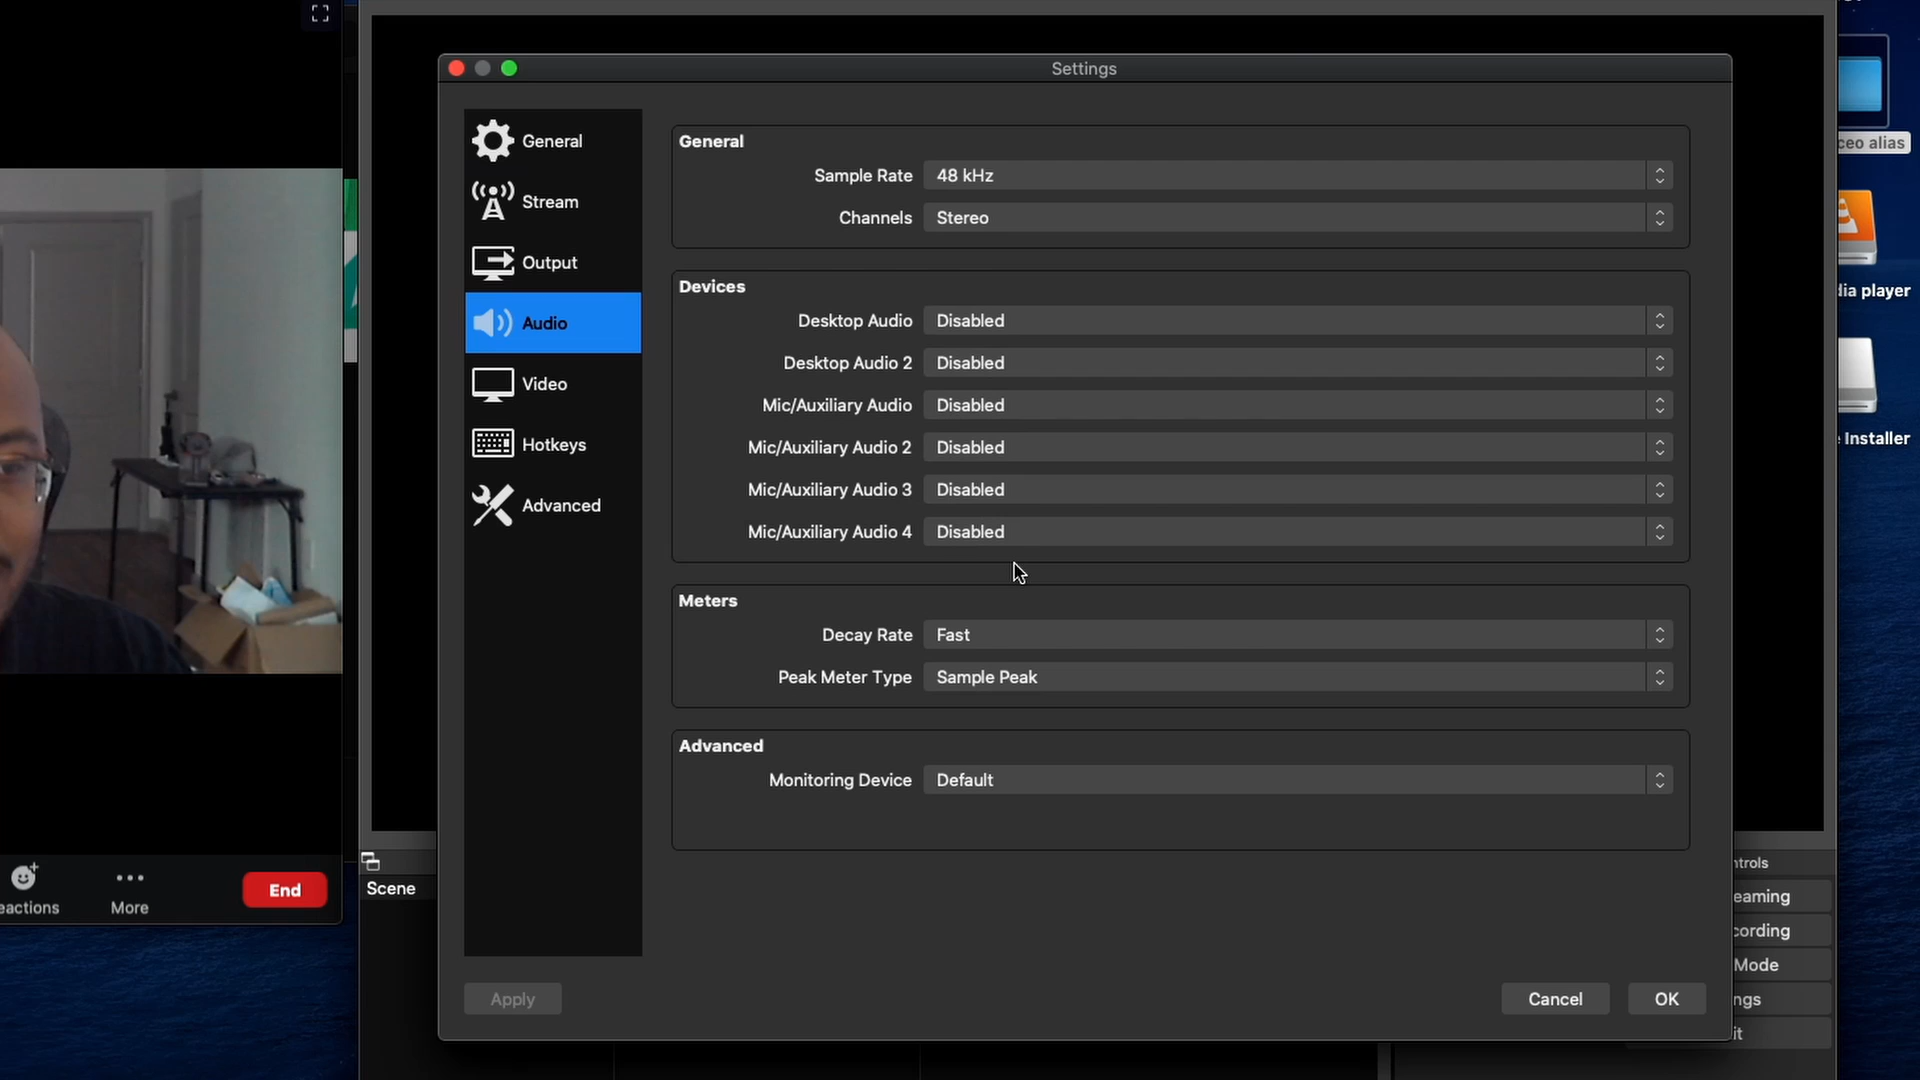 Settings
General
Stream
Output
Audio
Video
Hotkeys
Advanced
General
Sample Rate 48 kHz
Channels Stereo
Devices
Desktop Audio Disabled
Desktop Audio 2 Disabled
Mic/Auxiliary Audio Disabled
Mic/Auxiliary Audio 2 Disabled
Mic/Auxiliary Audio 3 Disabled
Mic/Auxiliary Audio 4 Disabled
Meters
Decay Rate Fast
Peak Meter Type Sample Peak
Advanced
Monitoring Device Default
Apply
Cancel
OK
eactions
More
End
Scene
ntrols
eaming
cording
Mode
ngs
it
ceo alias
dia player
e Installer